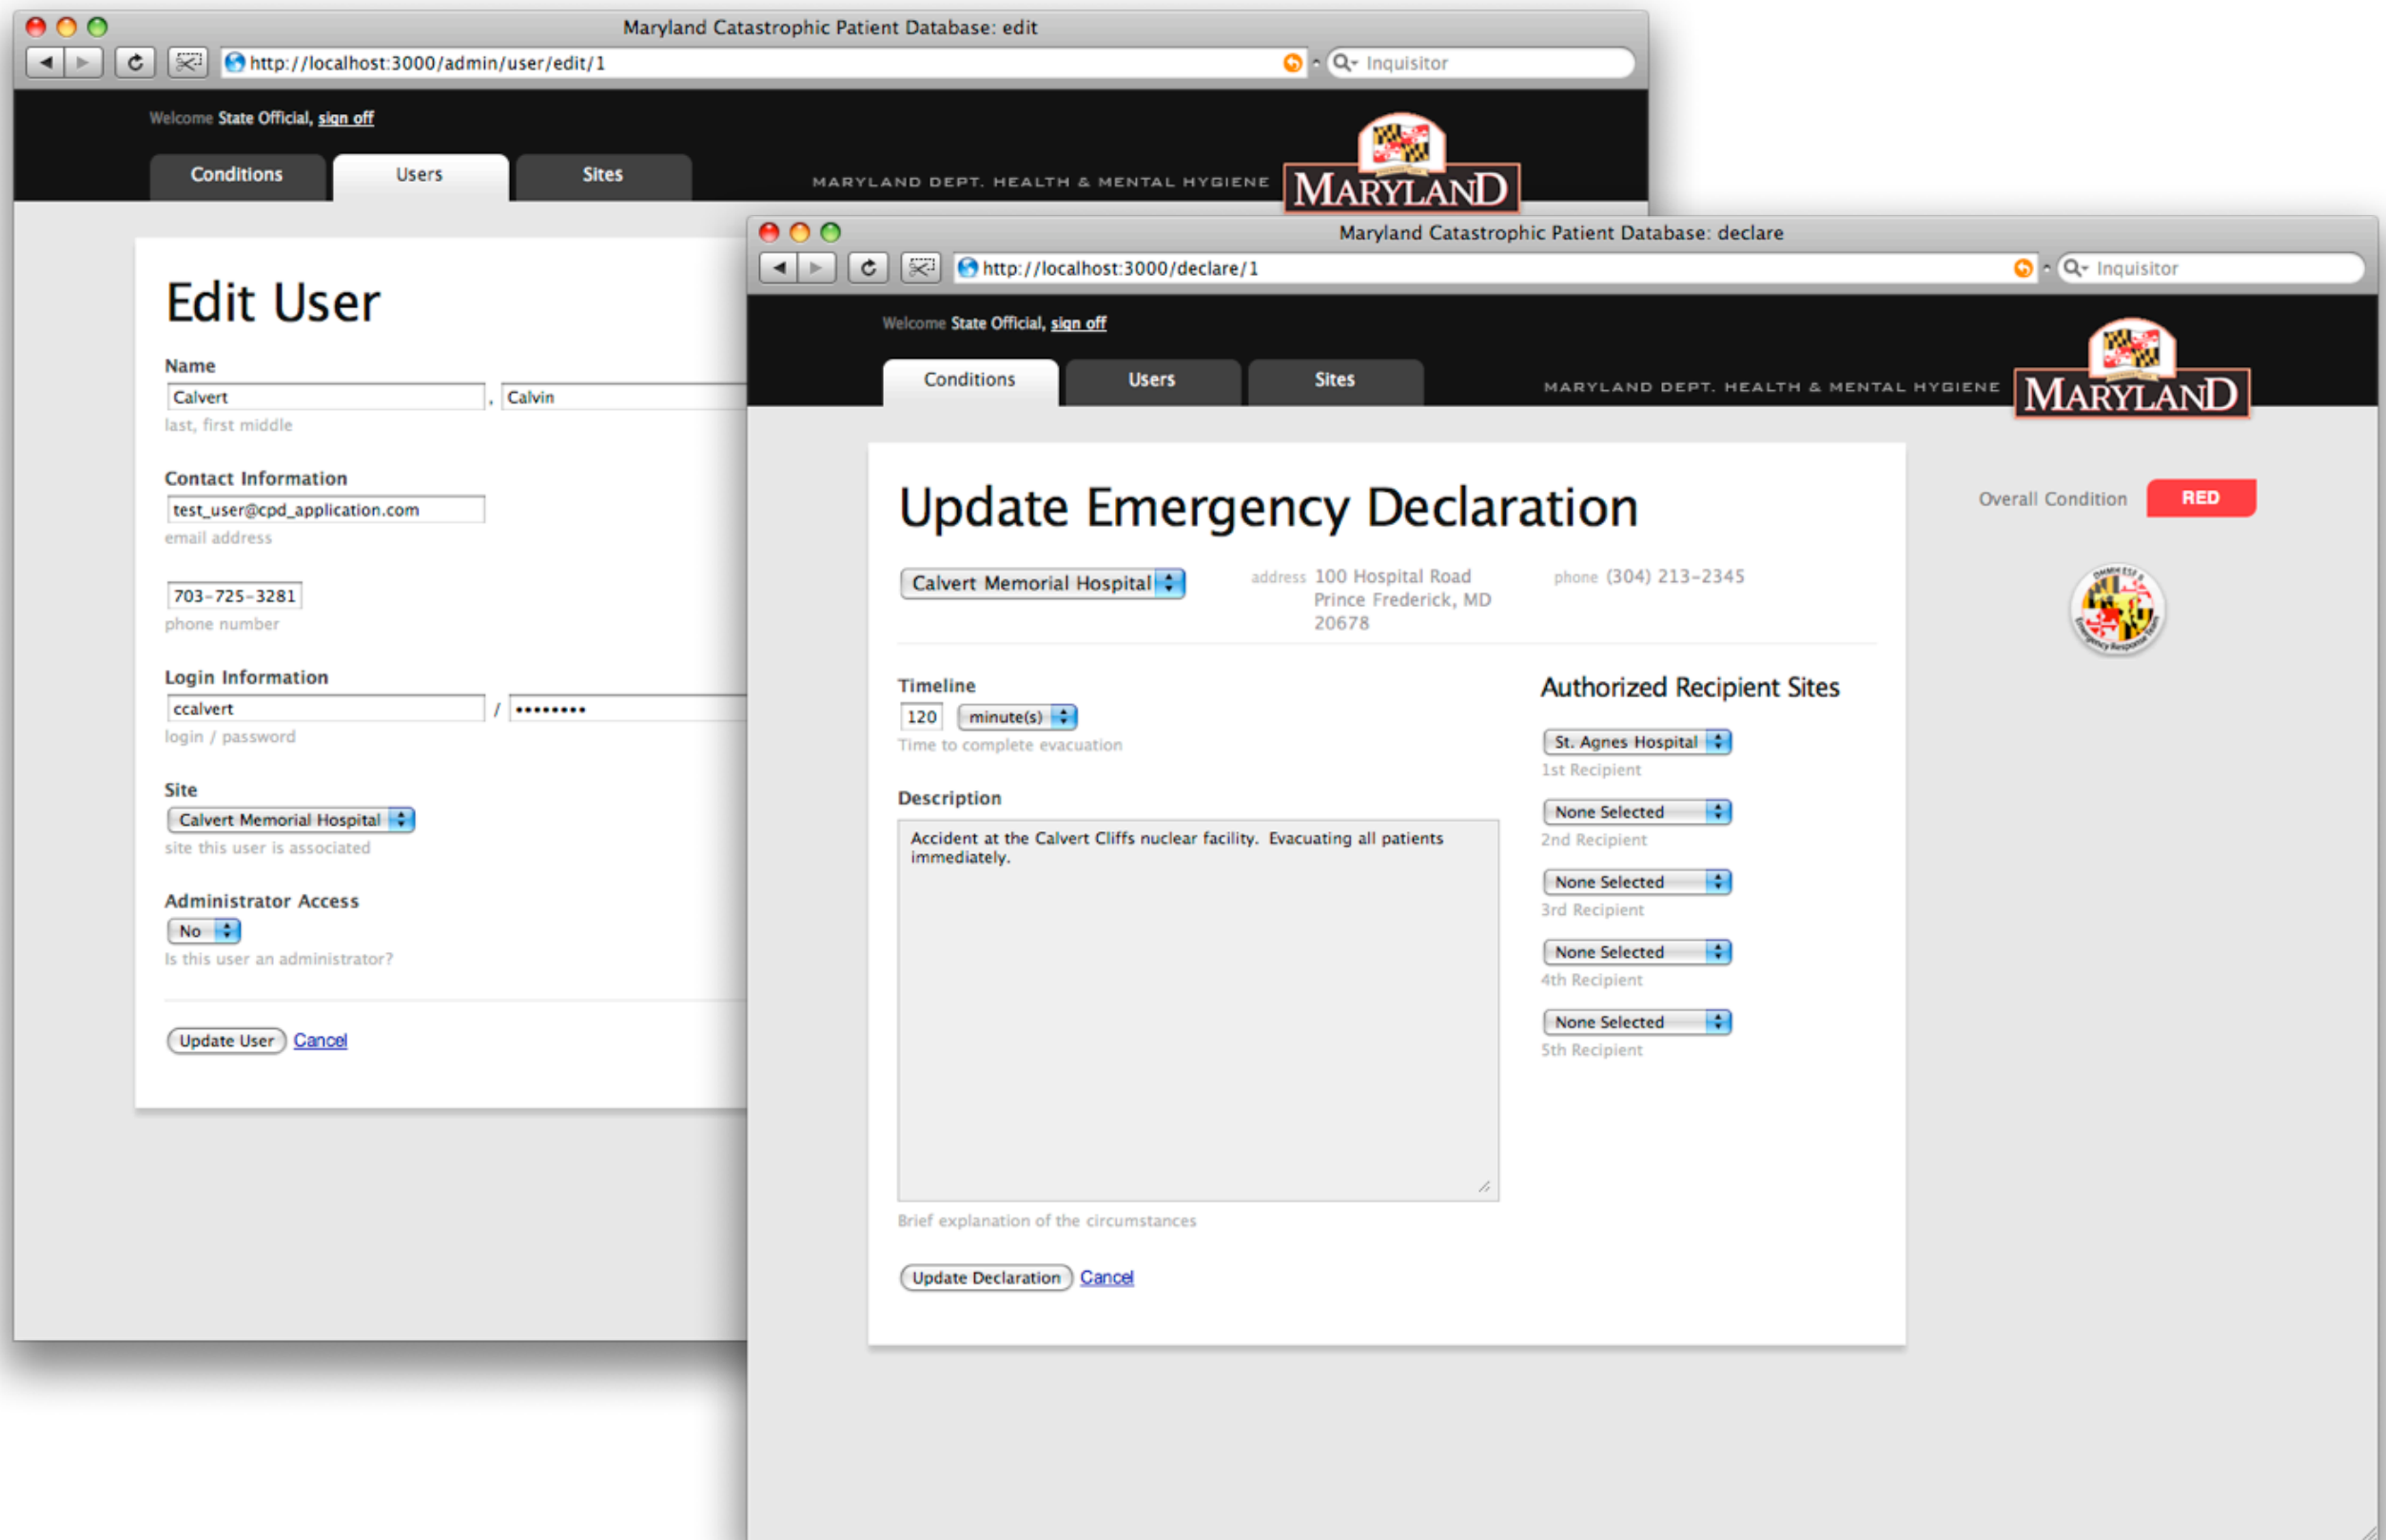 Maryland Catastrophic Patient Database: edit
http://localhost:3000/admin/user/edit/1
Inquisitor
Welcome State Official, sign off
Conditions Users Sites
MARYLAND DEPT. HEALTH & MENTAL HYGIENE
MARYLAND
Edit User
Name
Calvert , Calvin
last, first middle
Contact Information
test_user@cpd_application.com
email address
703-725-3281
phone number
Login Information
ccalvert / ••••••••
login / password
Site
Calvert Memorial Hospital
site this user is associated
Administrator Access
No
Is this user an administrator?
Update User Cancel
Maryland Catastrophic Patient Database: declare
http://localhost:3000/declare/1
Inquisitor
Welcome State Official, sign off
Conditions Users Sites
MARYLAND DEPT. HEALTH & MENTAL HYGIENE
MARYLAND
Update Emergency Declaration
Calvert Memorial Hospital
address 100 Hospital Road
Prince Frederick, MD
20678
phone (304) 213-2345
Timeline
120 minute(s)
Time to complete evacuation
Description
Accident at the Calvert Cliffs nuclear facility. Evacuating all patients
immediately.
Brief explanation of the circumstances
Update Declaration Cancel
Authorized Recipient Sites
St. Agnes Hospital
1st Recipient
None Selected
2nd Recipient
None Selected
3rd Recipient
None Selected
4th Recipient
None Selected
5th Recipient
Overall Condition RED
DHMH ESF 8
Emergency Response Team